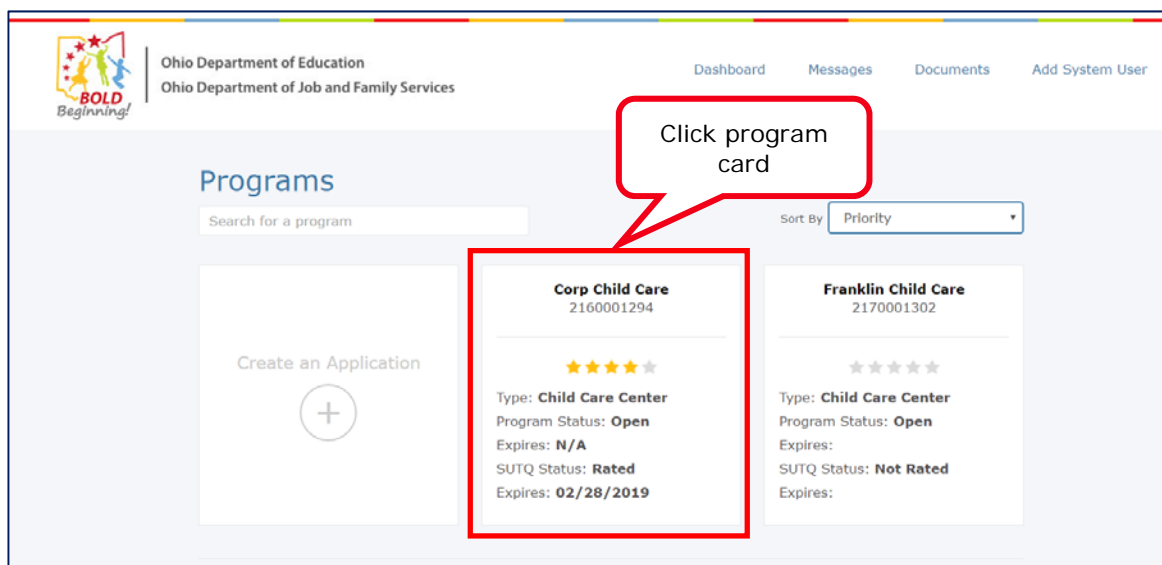 BOLD
Beginning!
Ohio Department of Education
Ohio Department of Job and Family Services
Dashboard Messages Documents Add System User
Click program
card
Programs
Search for a program
Sort By Priority
Create an Application
Corp Child Care
2160001294
Type: Child Care Center
Program Status: Open
Expires: N/A
SUTQ Status: Rated
Expires: 02/28/2019
Franklin Child Care
2170001302
Type: Child Care Center
Program Status: Open
Expires:
SUTQ Status: Not Rated
Expires: